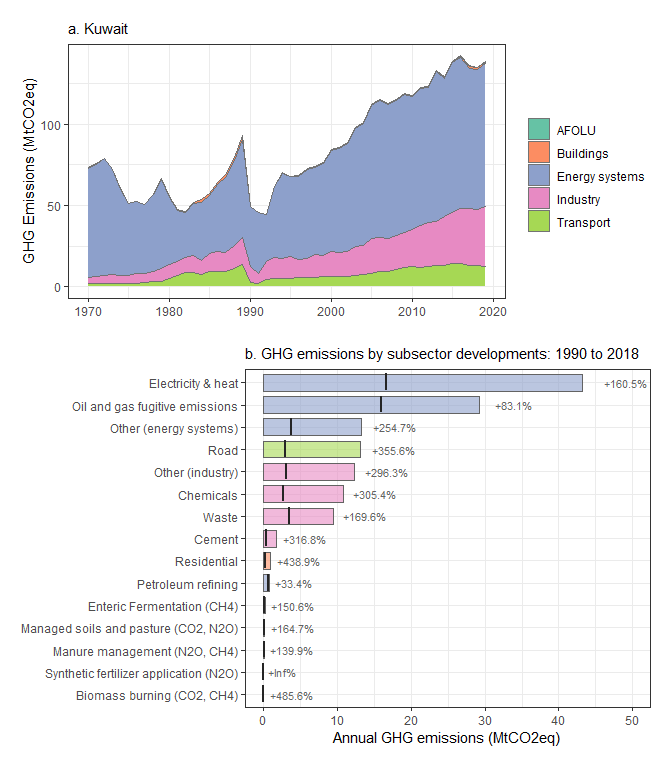 a. Kuwait
GHG Emissions (MtCO2eq)
100
50
0
1970
1980
1990
2000
2010
2020
AFOLU
Buildings
Energy systems
Industry
Transport
b. GHG emissions by subsector developments: 1990 to 2018
Electricity & heat +160.5%
Oil and gas fugitive emissions +83.1%
Other (energy systems) +254.7%
Road +355.6%
Other (industry) +296.3%
Chemicals +305.4%
Waste +169.6%
Cement +316.8%
Residential +438.9%
Petroleum refining +33.4%
Enteric Fermentation (CH4) +150.6%
Managed soils and pasture (CO2, N2O) +164.7%
Manure management (N2O, CH4) +139.9%
Synthetic fertilizer application (N2O) +Inf%
Biomass burning (CO2, CH4) +485.6%
0
10
20
30
40
50
Annual GHG emissions (MtCO2eq)